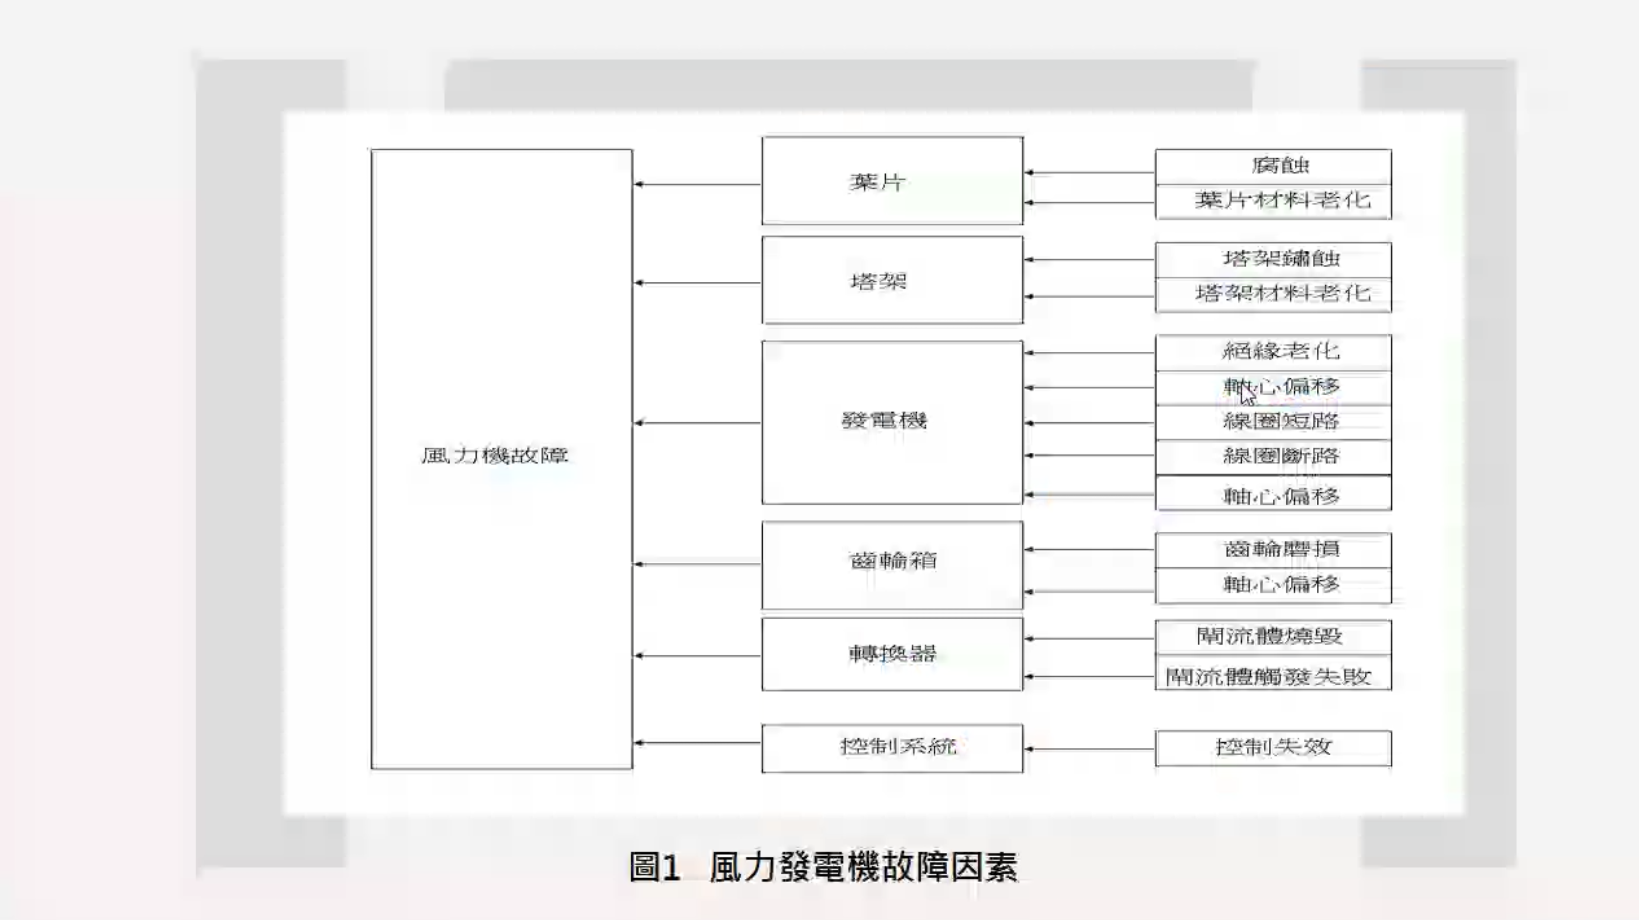 風力機故障
葉片
腐蝕
葉片材料老化
塔架
塔架鏽蝕
塔架材料老化
發電機
絕緣老化
軸心偏移
線圈短路
線圈斷路
軸心偏移
齒輪箱
齒輪磨損
軸心偏移
轉換器
閘流體燒毀
閘流體觸發失敗
控制系統
控制失效
圖1 風力發電機故障因素